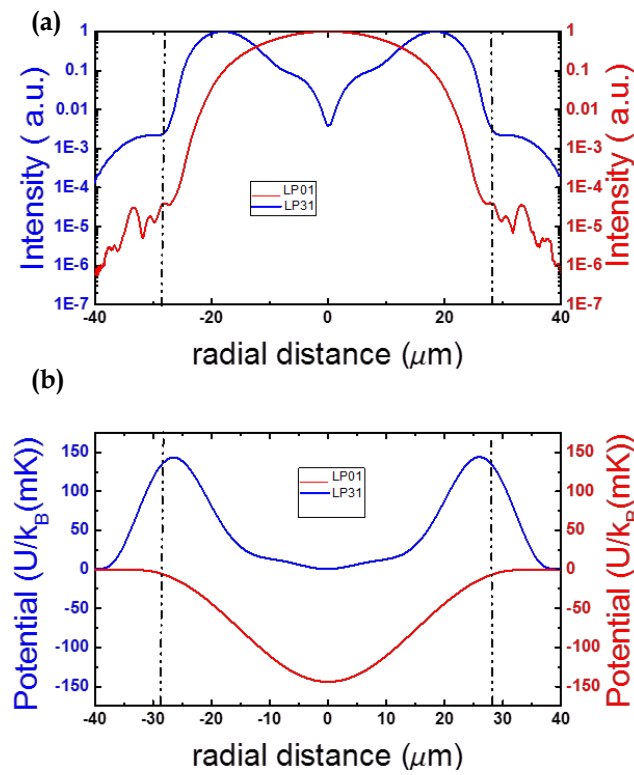 (a)
Intensity ( a.u.)
1
0.1
0.01
1E-3
1E-4
1E-5
1E-6
1E-7
LP01
LP31
1
0.1
0.01
1E-3
1E-4
1E-5
1E-6
1E-7
Intensity ( a.u.)
-40 -20 0 20 40
radial distance (μm)
(b)
Potential (U/k_B(mK))
150
100
50
0
-50
-100
-150
LP01
LP31
150
100
50
0
-50
-100
-150
Potential (U/k_B(mK))
-40 -30 -20 -10 0 10 20 30 40
radial distance (μm)